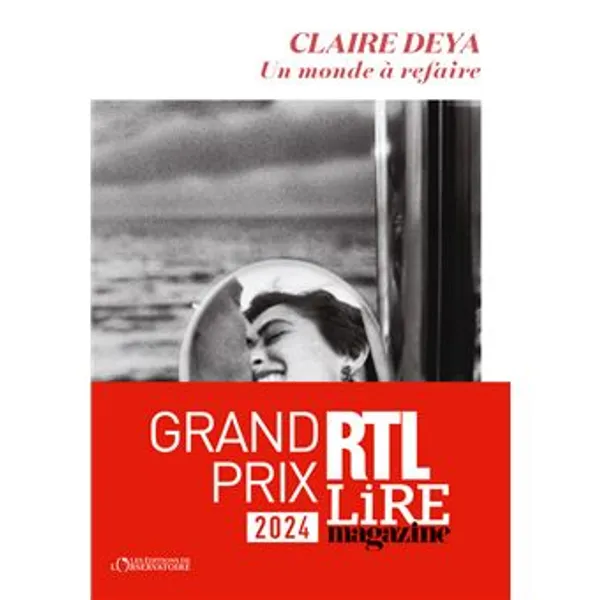 CLAIRE DEYA
Un monde à refaire
GRAND
PRIX
2024
RTL
LiRE
magazine
LES ÉDITIONS DE
L'OBSERVATOIRE